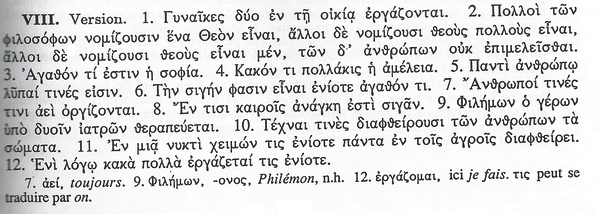 VIII. Version. 1. Γυναῖκες δύο ἐν τῇ οἰκίᾳ ἐργάζονται. 2. Πολλοὶ τῶν
φιλοσόφων νομίζουσιν ἕνα Θεὸν εἶναι, ἄλλοι δὲ νομίζουσι θεοὺς πολλοὺς εἶναι,
ἄλλοι δὲ νομίζουσι θεοὺς εἶναι μέν, τῶν δ' ἀνθρώπων οὐκ ἐπιμελεῖσθαι.
3. Ἀγαθόν τί ἐστιν ἡ σοφία. 4. Κακόν τι πολλάκις ἡ ἀμέλεια. 5. Παντὶ ἀνθρώπῳ
λῦπαί τινές εἰσιν. 6. Τὴν σιγήν φασιν εἶναι ἐνίοτε ἀγαθόν τι. 7. Ἄνθρωποί τινές
τινι ἀεὶ ὀργίζονται. 8. Ἔν τισι καιροῖς ἀνάγκη ἐστὶ σιγᾶν. 9. Φιλήμων ὁ γέρων
ὑπὸ δυοῖν ἰατρῶν θεραπεύεται. 10. Τέχναι τινὲς διαφθείρουσι τῶν ἀνθρώπων τὰ
σώματα. 11. Ἐν μιᾷ νυκτὶ χειμών τις ἐνίοτε πάντα ἐν τοῖς ἀγροῖς διαφθείρει.
12. Ἑνὶ λόγῳ κακὰ πολλὰ ἐργάζεταί τις ἐνίοτε.
7. ἀεί, toujours. 9. Φιλήμων, -ονος, Philémon, n.h. 12. ἐργάζομαι, ici je fais. τις peut se
traduire par on.